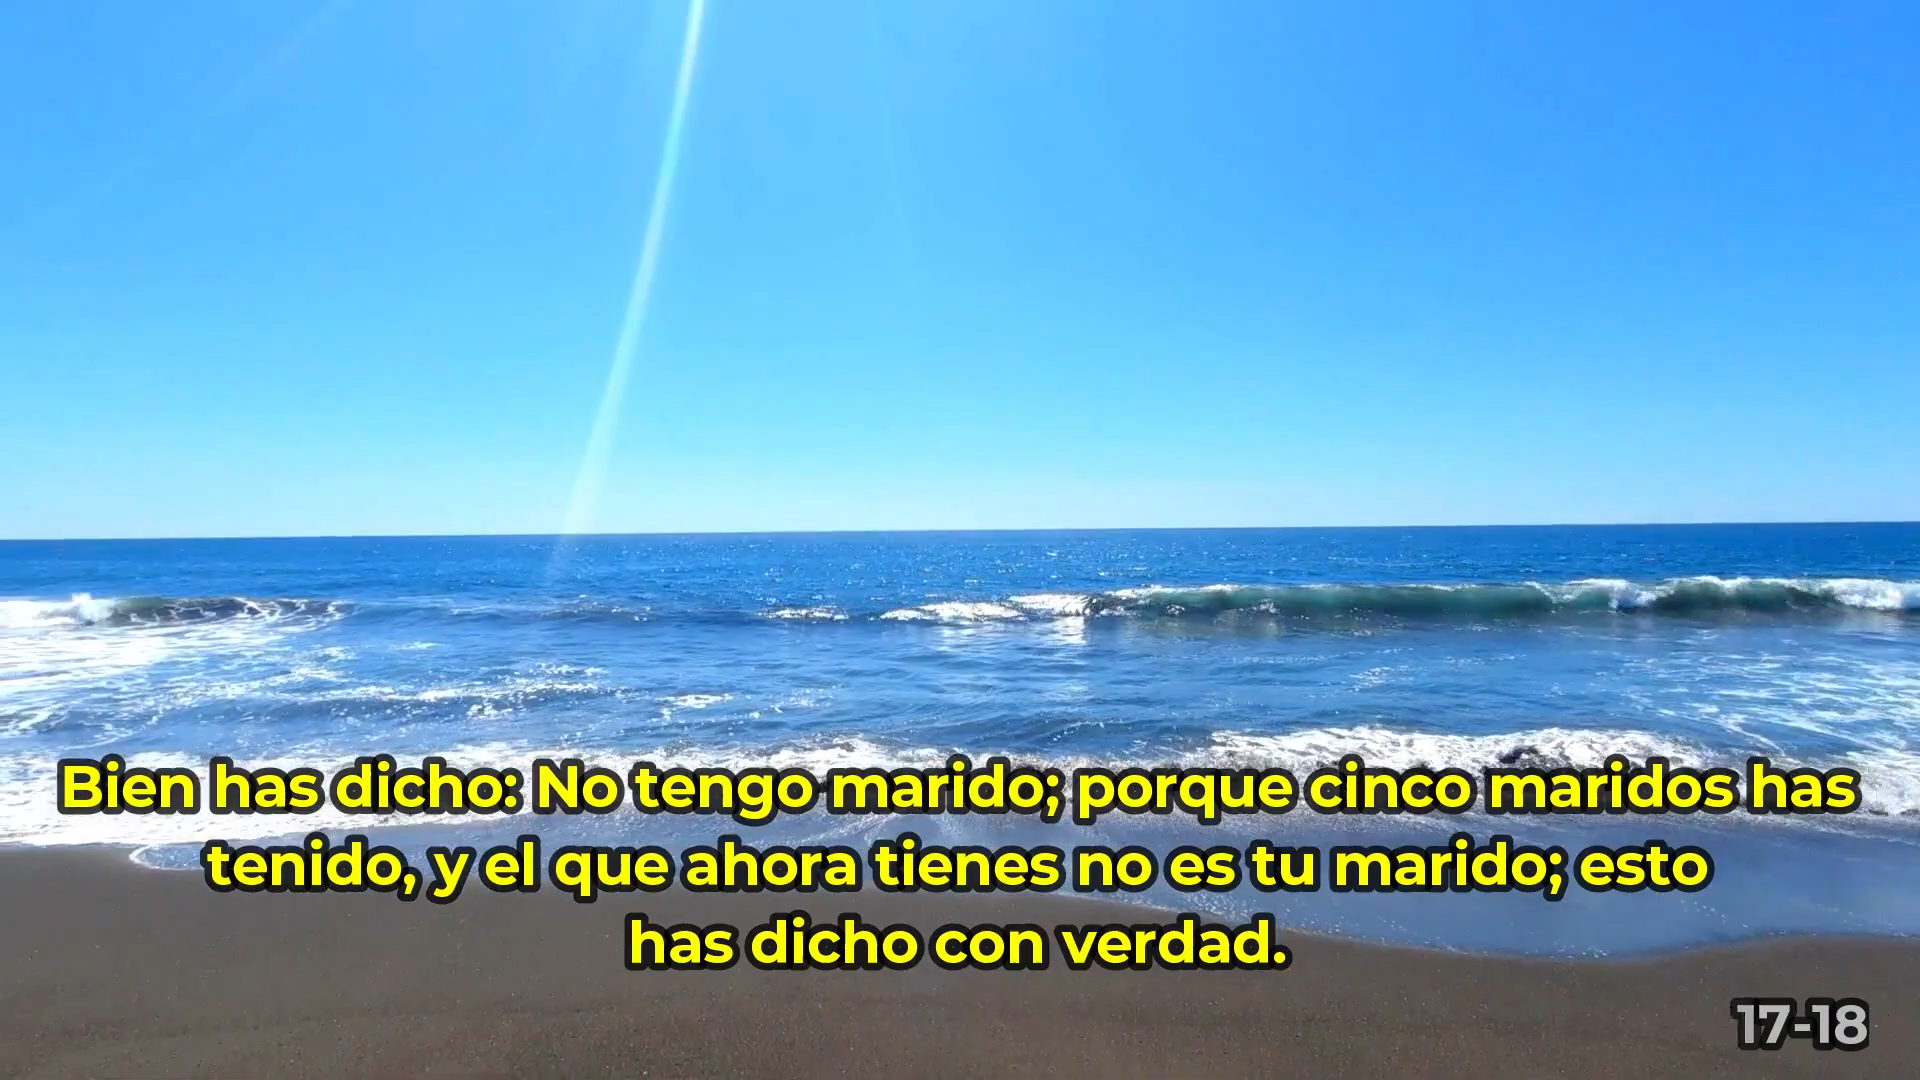 Bien has dicho: No tengo marido; porque cinco maridos has
tenido, y el que ahora tienes no es tu marido; esto
has dicho con verdad.
17-18